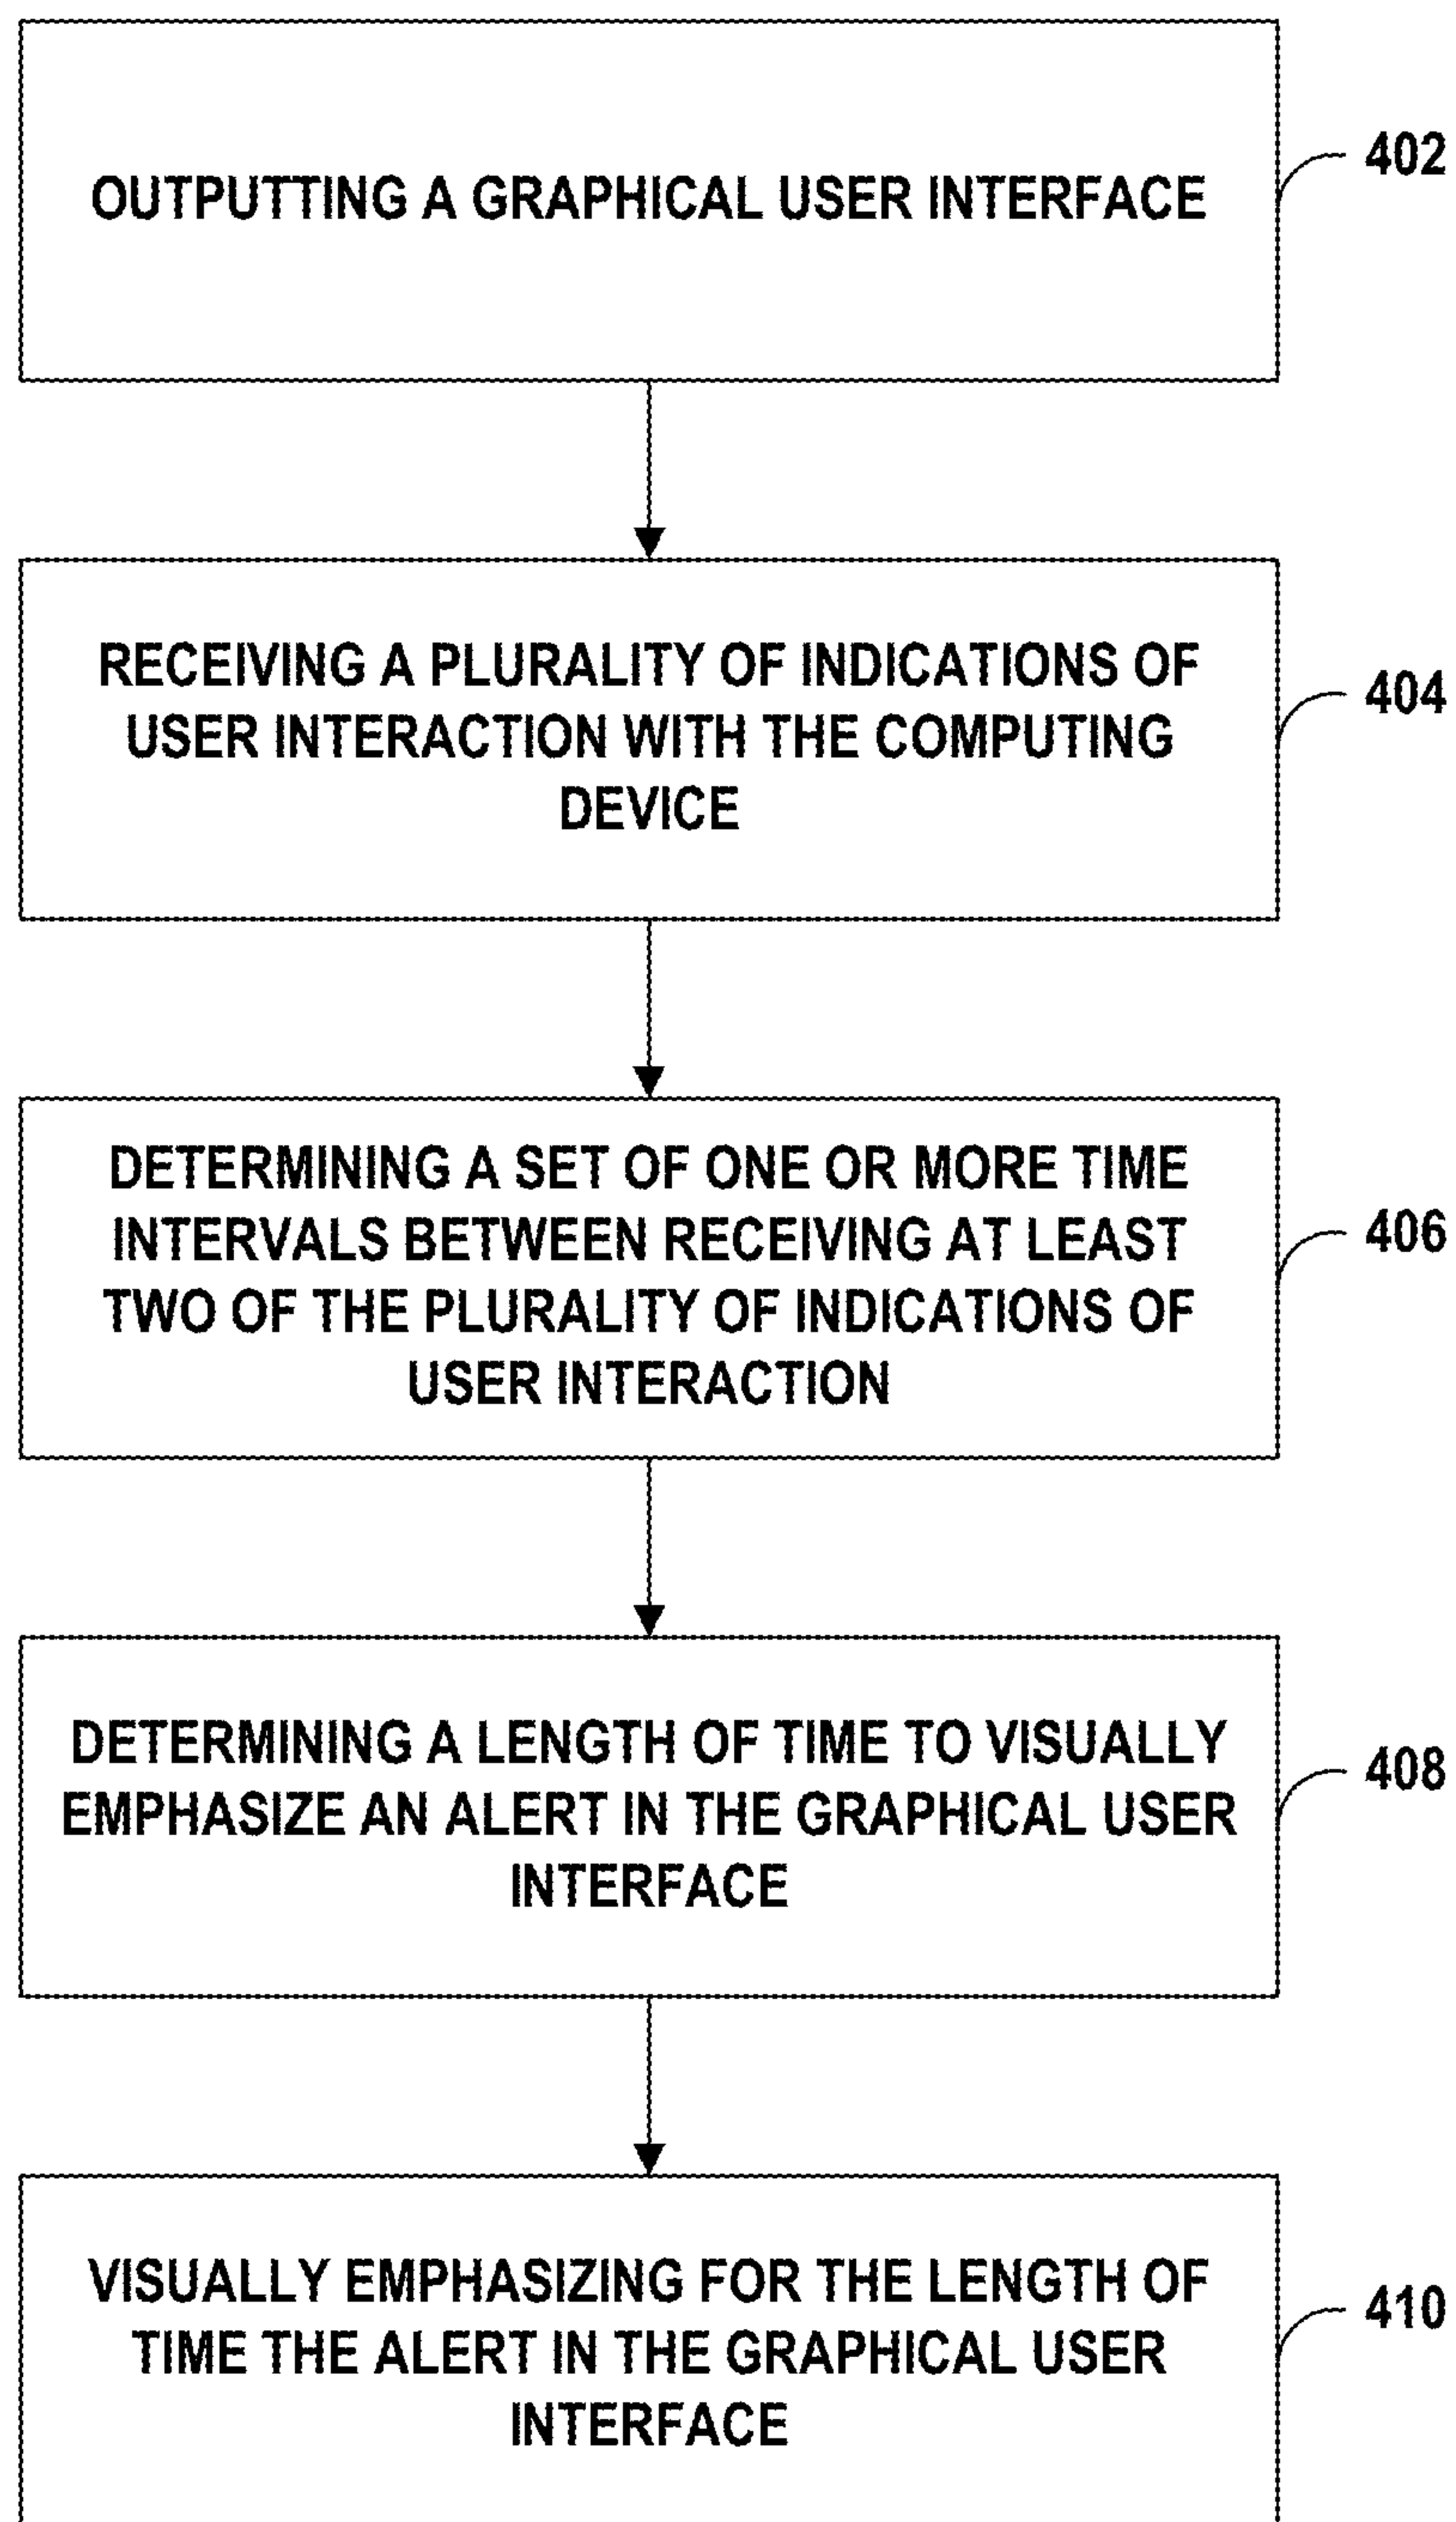 OUTPUTTING A GRAPHICAL USER INTERFACE
402
RECEIVING A PLURALITY OF INDICATIONS OF
USER INTERACTION WITH THE COMPUTING
DEVICE
404
DETERMINING A SET OF ONE OR MORE TIME
INTERVALS BETWEEN RECEIVING AT LEAST
TWO OF THE PLURALITY OF INDICATIONS OF
USER INTERACTION
406
DETERMINING A LENGTH OF TIME TO VISUALLY
EMPHASIZE AN ALERT IN THE GRAPHICAL USER
INTERFACE
408
VISUALLY EMPHASIZING FOR THE LENGTH OF
TIME THE ALERT IN THE GRAPHICAL USER
INTERFACE
410